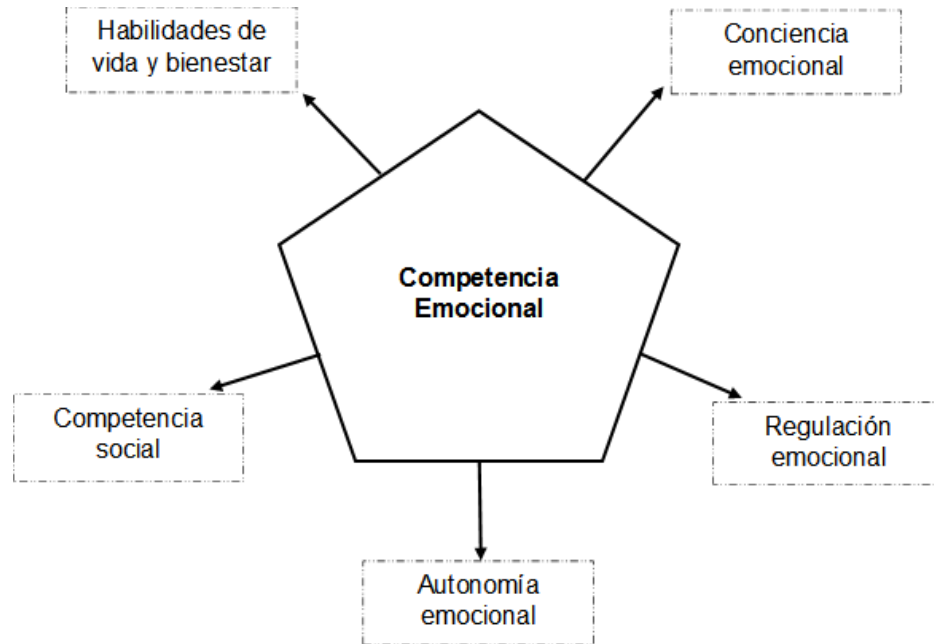 Habilidades de
vida y bienestar
Conciencia
emocional
Competencia
Emocional
Competencia
social
Regulación
emocional
Autonomía
emocional